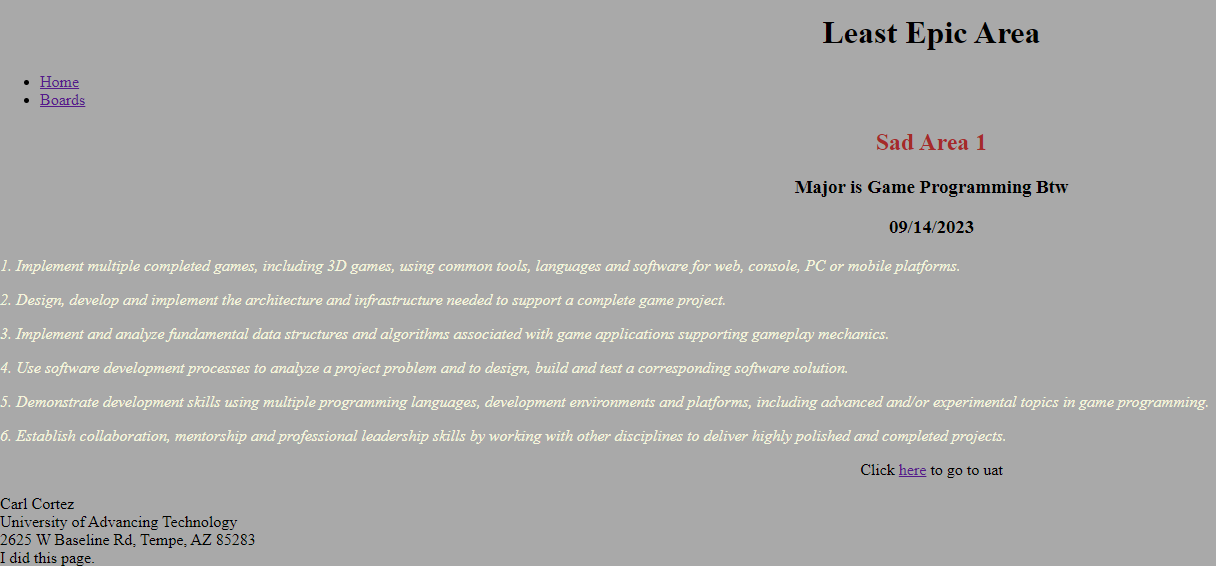 Least Epic Area
Home
Boards
Sad Area 1
Major is Game Programming Btw
09/14/2023
1. Implement multiple completed games, including 3D games, using common tools, languages and software for web, console, PC or mobile platforms.
2. Design, develop and implement the architecture and infrastructure needed to support a complete game project.
3. Implement and analyze fundamental data structures and algorithms associated with game applications supporting gameplay mechanics.
4. Use software development processes to analyze a project problem and to design, build and test a corresponding software solution.
5. Demonstrate development skills using multiple programming languages, development environments and platforms, including advanced and/or experimental topics in game programming.
6. Establish collaboration, mentorship and professional leadership skills by working with other disciplines to deliver highly polished and completed projects.
Click here to go to uat
Carl Cortez
University of Advancing Technology
2625 W Baseline Rd, Tempe, AZ 85283
I did this page.